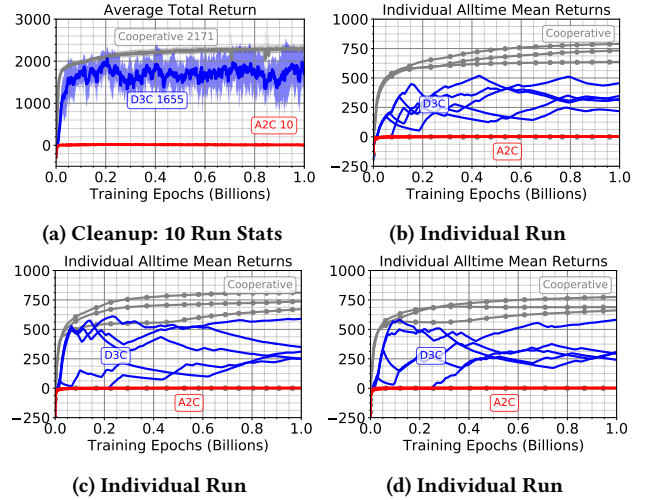 Average Total Return
3000
2000
1000
0
Cooperative 2171
D3C 1655
A2C 10
0.0 0.2 0.4 0.6 0.8 1.0
Training Epochs (Billions)
(a) Cleanup: 10 Run Stats
Individual Alltime Mean Returns
1000
750
500
250
0
−250
Cooperative
D3C
A2C
0.0 0.2 0.4 0.6 0.8 1.0
Training Epochs (Billions)
(b) Individual Run
Individual Alltime Mean Returns
1000
750
500
250
0
−250
Cooperative
D3C
A2C
0.0 0.2 0.4 0.6 0.8 1.0
Training Epochs (Billions)
(c) Individual Run
Individual Alltime Mean Returns
1000
750
500
250
0
−250
Cooperative
D3C
A2C
0.0 0.2 0.4 0.6 0.8 1.0
Training Epochs (Billions)
(d) Individual Run